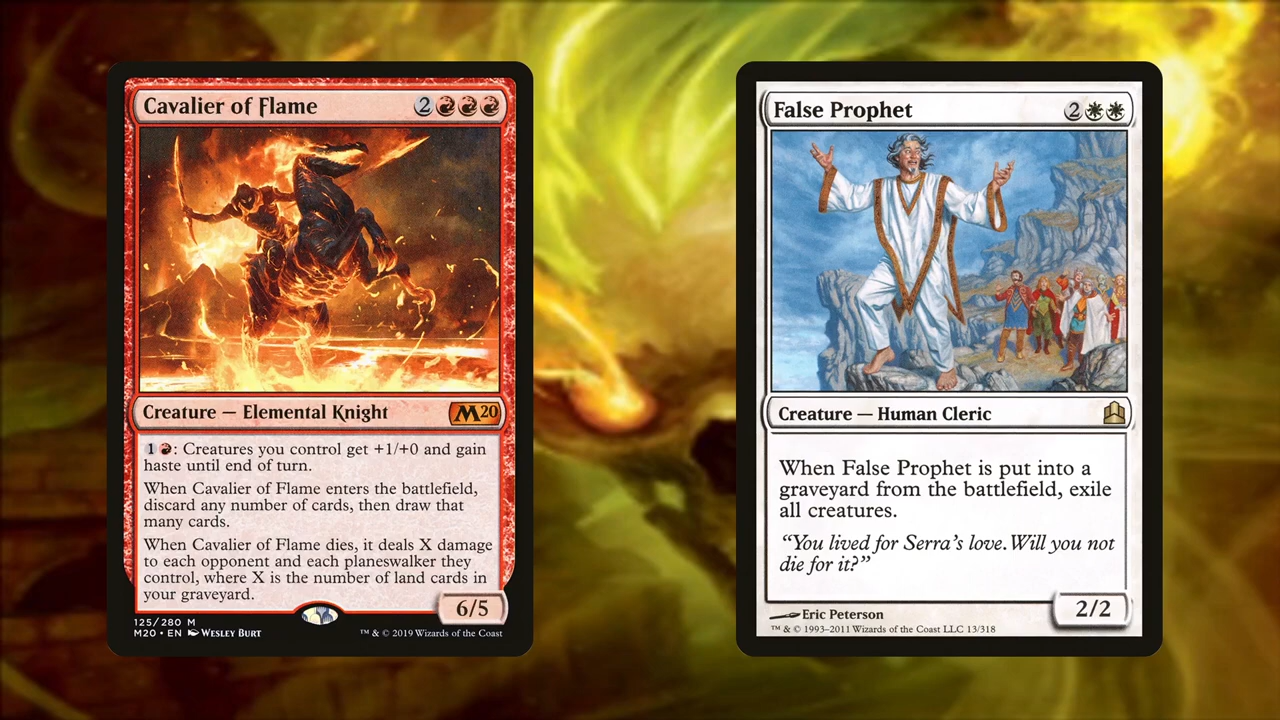 Cavalier of Flame 2
Creature — Elemental Knight M20
1 : Creatures you control get +1/+0 and gain
haste until end of turn.
When Cavalier of Flame enters the battlefield,
discard any number of cards, then draw that
many cards.
When Cavalier of Flame dies, it deals X damage
to each opponent and each planeswalker they
control, where X is the number of land cards in
your graveyard.
6/5
125/280 M
M20 • EN Wesley Burt
™ & © 2019 Wizards of the Coast
False Prophet 2
Creature — Human Cleric
When False Prophet is put into a
graveyard from the battlefield, exile
all creatures.
“You lived for Serra’s love. Will you not
die for it?”
2/2
Eric Peterson
™ & © 1993–2011 Wizards of the Coast LLC 13/318